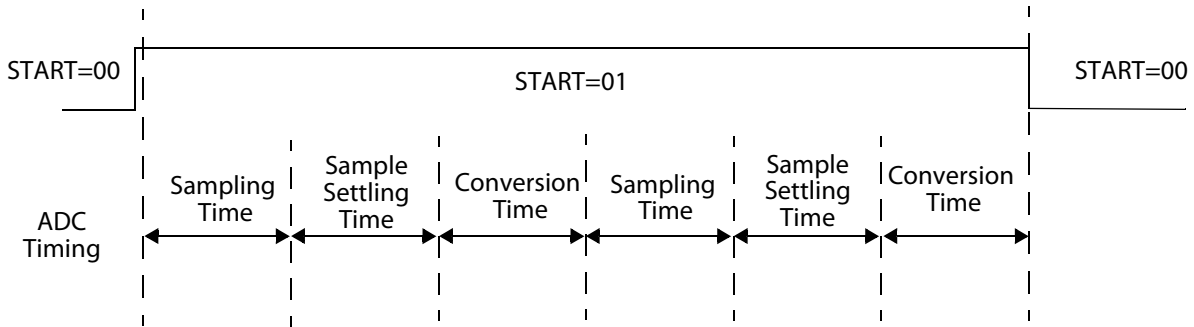 START=00
START=01
START=00
ADC
Timing
Sampling
Time
Sample
Settling
Time
Conversion
Time
Sampling
Time
Sample
Settling
Time
Conversion
Time